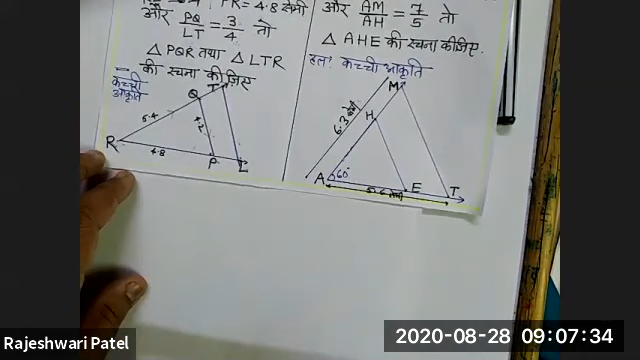 PR = 4.8 सेमी
और PQ/LT = 3/4 तो
△ PQR तथा △ LTR
की रचना कीजिए
कच्ची
आकृति
Q
T
5.4
R
4.8
P
L
और AM/AH = 7/5 तो
△ AHE की रचना कीजिए.
हल: कच्ची आकृति
M
6.3
H
A
60°
E
T
Rajeshwari Patel
2020-08-28 09:07:34